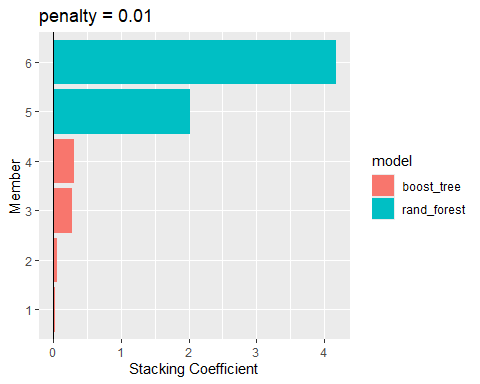 penalty = 0.01
Member
6
5
4
3
2
1
0
1
2
3
4
Stacking Coefficient
model
boost_tree
rand_forest